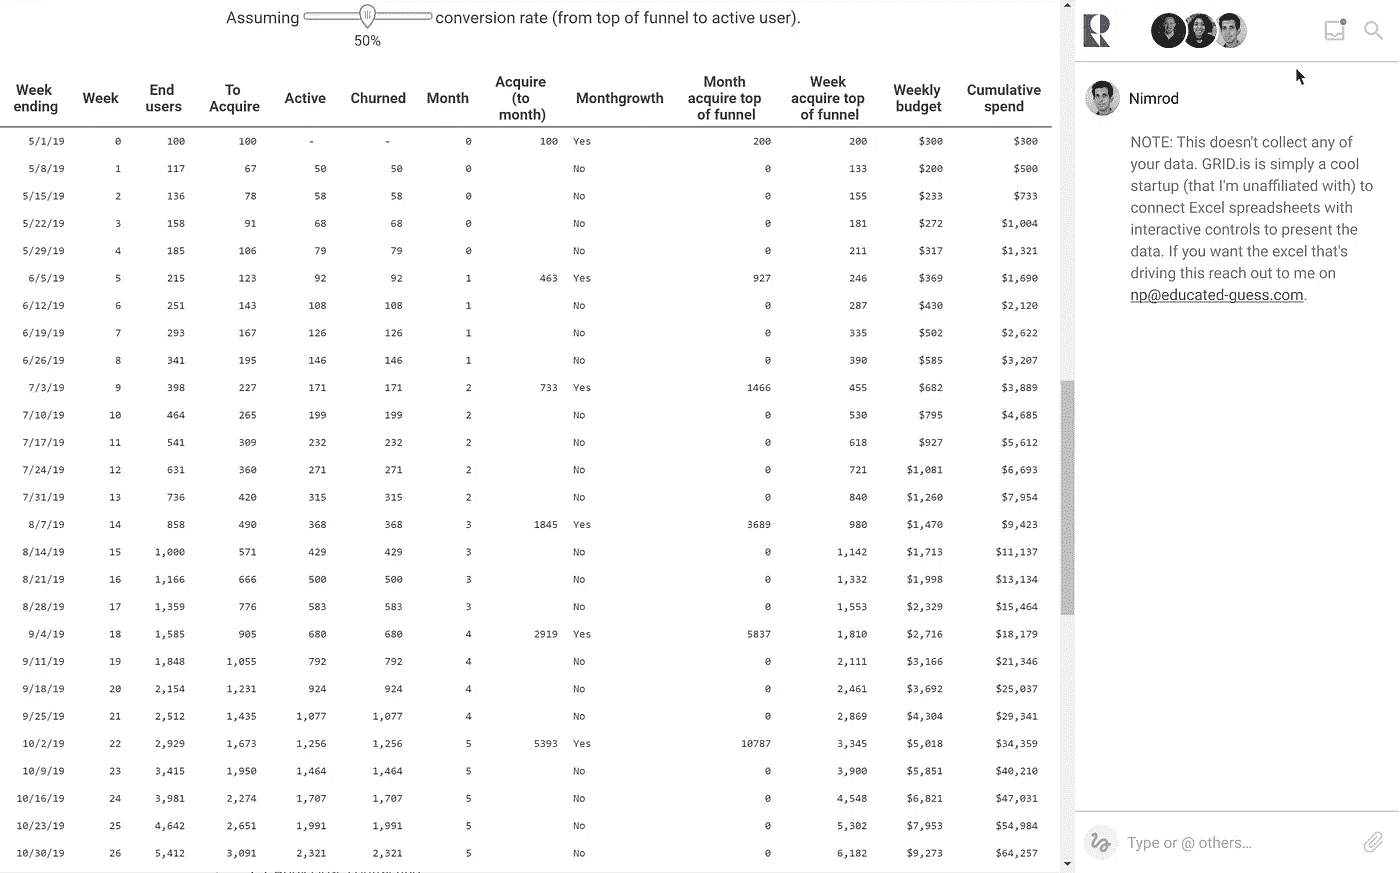 Assuming conversion rate (from top of funnel to active user).
50%
Week ending Week End users To Acquire Active Churned Month Acquire (to month) Monthgrowth Month acquire top of funnel Week acquire top of funnel Weekly budget Cumulative spend
5/1/19 0 100 100 - - 0 100 Yes 200 200 $300 $300
5/8/19 1 117 67 50 50 0 No 0 133 $200 $500
5/15/19 2 136 78 58 58 0 No 0 155 $233 $733
5/22/19 3 158 91 68 68 0 No 0 181 $272 $1,004
5/29/19 4 185 106 79 79 0 No 0 211 $317 $1,321
6/5/19 5 215 123 92 92 1 463 Yes 927 246 $369 $1,690
6/12/19 6 251 143 108 108 1 No 0 287 $430 $2,120
6/19/19 7 293 167 126 126 1 No 0 335 $502 $2,622
6/26/19 8 341 195 146 146 1 No 0 390 $585 $3,207
7/3/19 9 398 227 171 171 2 733 Yes 1466 455 $682 $3,889
7/10/19 10 464 265 199 199 2 No 0 530 $795 $4,685
7/17/19 11 541 309 232 232 2 No 0 618 $927 $5,612
7/24/19 12 631 360 271 271 2 No 0 721 $1,081 $6,693
7/31/19 13 736 420 315 315 2 No 0 840 $1,260 $7,954
8/7/19 14 858 490 368 368 3 1845 Yes 3689 980 $1,470 $9,423
8/14/19 15 1,000 571 429 429 3 No 0 1,142 $1,713 $11,137
8/21/19 16 1,166 666 500 500 3 No 0 1,332 $1,998 $13,134
8/28/19 17 1,359 776 583 583 3 No 0 1,553 $2,329 $15,464
9/4/19 18 1,585 905 680 680 4 2919 Yes 5837 1,810 $2,716 $18,179
9/11/19 19 1,848 1,055 792 792 4 No 0 2,111 $3,166 $21,346
9/18/19 20 2,154 1,231 924 924 4 No 0 2,461 $3,692 $25,037
9/25/19 21 2,512 1,435 1,077 1,077 4 No 0 2,869 $4,304 $29,341
10/2/19 22 2,929 1,673 1,256 1,256 5 5393 Yes 10787 3,345 $5,018 $34,359
10/9/19 23 3,415 1,950 1,464 1,464 5 No 0 3,900 $5,851 $40,210
10/16/19 24 3,981 2,274 1,707 1,707 5 No 0 4,548 $6,821 $47,031
10/23/19 25 4,642 2,651 1,991 1,991 5 No 0 5,302 $7,953 $54,984
10/30/19 26 5,412 3,091 2,321 2,321 5 No 0 6,182 $9,273 $64,257
Nimrod
NOTE: This doesn't collect any of
your data. GRID.is is simply a cool
startup (that I'm unaffiliated with) to
connect Excel spreadsheets with
interactive controls to present the
data. If you want the excel that's
driving this reach out to me on
np@educated-guess.com.
Type or @ others...